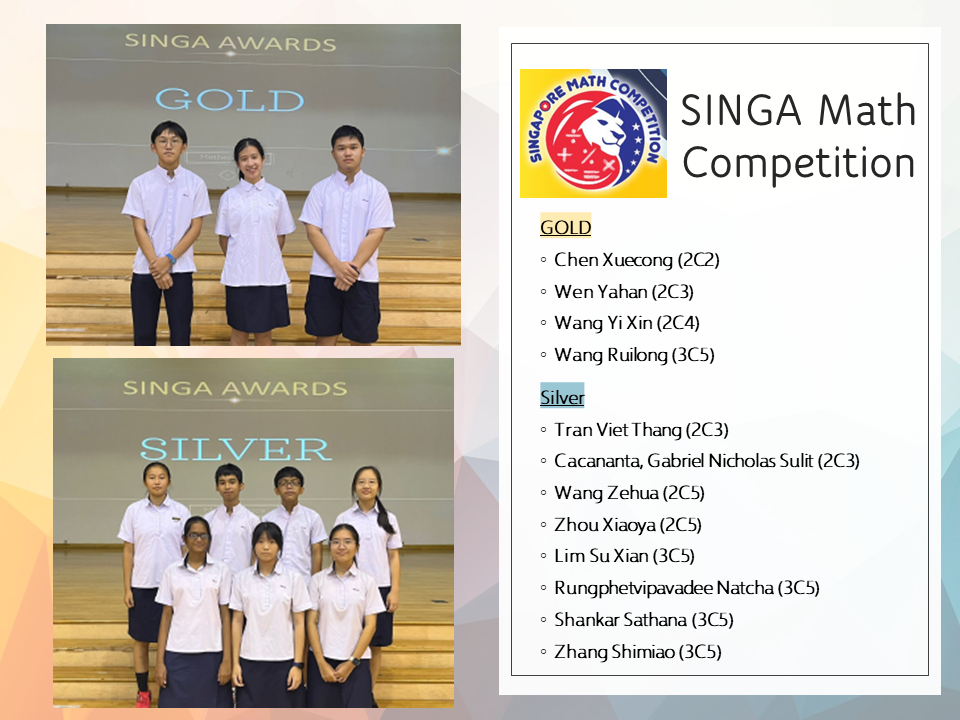 SINGA AWARDS
GOLD
SINGA AWARDS
SILVER
SINGAPORE MATH COMPETITION
SINGA Math
Competition
GOLD
◦ Chen Xuecong (2C2)
◦ Wen Yahan (2C3)
◦ Wang Yi Xin (2C4)
◦ Wang Ruilong (3C5)
Silver
◦ Tran Viet Thang (2C3)
◦ Cacananta, Gabriel Nicholas Sulit (2C3)
◦ Wang Zehua (2C5)
◦ Zhou Xiaoya (2C5)
◦ Lim Su Xian (3C5)
◦ Rungphetvipavadee Natcha (3C5)
◦ Shankar Sathana (3C5)
◦ Zhang Shimiao (3C5)